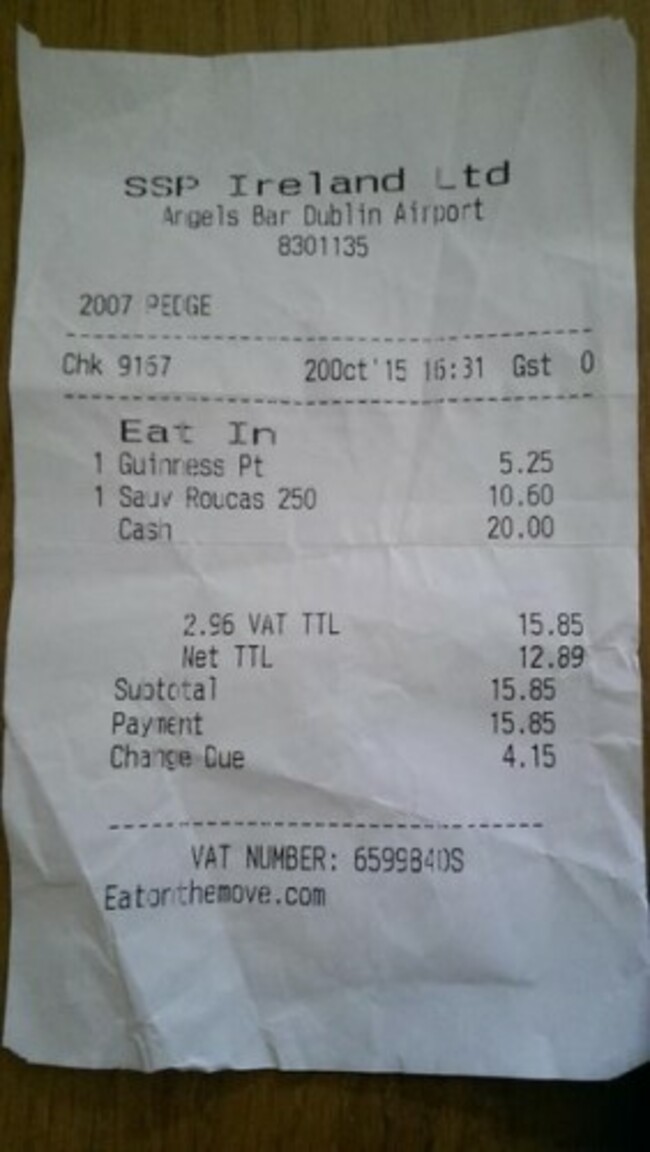 SSP Ireland Ltd
Angels Bar Dublin Airport
8301135
2007 PEDGE
Chk 9167 20Oct'15 16:31 Gst 0
Eat In
1 Guinness Pt 5.25
1 Sauv Roucas 250 10.60
Cash 20.00
2.96 VAT TTL 15.85
Net TTL 12.89
Subtotal 15.85
Payment 15.85
Change Due 4.15
VAT NUMBER: 6599840S
Eatonthemove.com